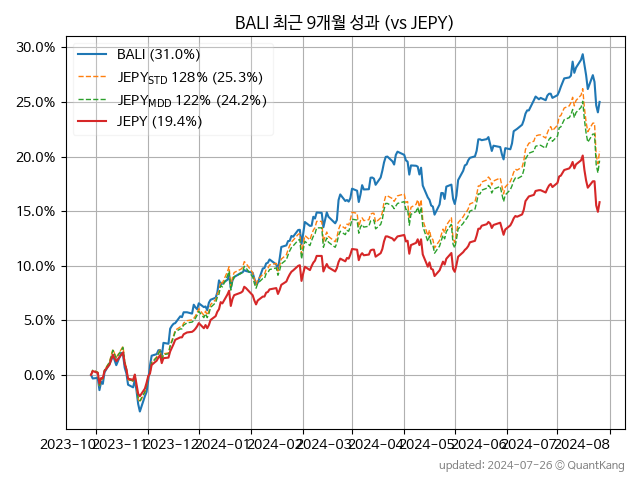 BALI 최근 9개월 성과 (vs JEPY)
30.0%
25.0%
20.0%
15.0%
10.0%
5.0%
0.0%
BALI (31.0%)
JEPYSTD 128% (25.3%)
JEPYMDD 122% (24.2%)
JEPY (19.4%)
2023-10 2023-11 2023-12 2024-01 2024-02 2024-03 2024-04 2024-05 2024-06 2024-07 2024-08
updated: 2024-07-26 © QuantKang